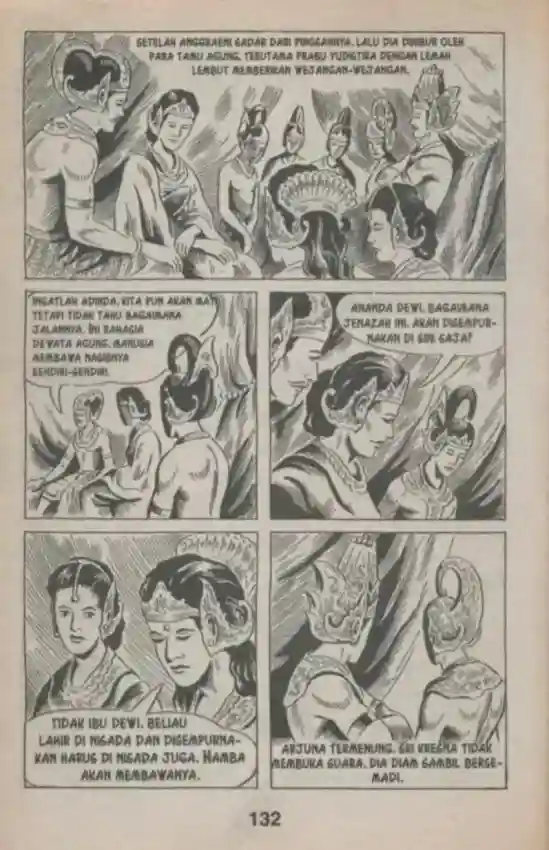 SETELAH ANGGRAENI SADAR DARI PINGSANNYA, LALU DIA DIHIBUR OLEH
PARA TAMU AGUNG, TERUTAMA PRABU YUDISTIRA DENGAN LEMAH
LEMBUT MEMBERIKAN WEJANGAN-WEJANGAN.
INGATLAH ADINDA, KITA PUN AKAN MATI
TETAPI TIDAK TAHU BAGAIMANA
JALANNYA. INI RAHASIA
DEWATA AGUNG. MANUSIA
MEMBAWA NASIBNYA
SENDIRI-SENDIRI.
ANANDA DEWI, BAGAIMANA
JENAZAH INI, AKAN DISEMPUR-
NAKAN DI SINI SAJA?
TIDAK IBU DEWI, BELIAU
LAHIR DI NISADA DAN DISEMPURNA-
KAN HARUS DI NISADA JUGA. HAMBA
AKAN MEMBAWANYA.
ARJUNA TERMENUNG. SRI KRESNA TIDAK
MEMBUKA SUARA. DIA DIAM SAMBIL BERSE-
MADI.
132